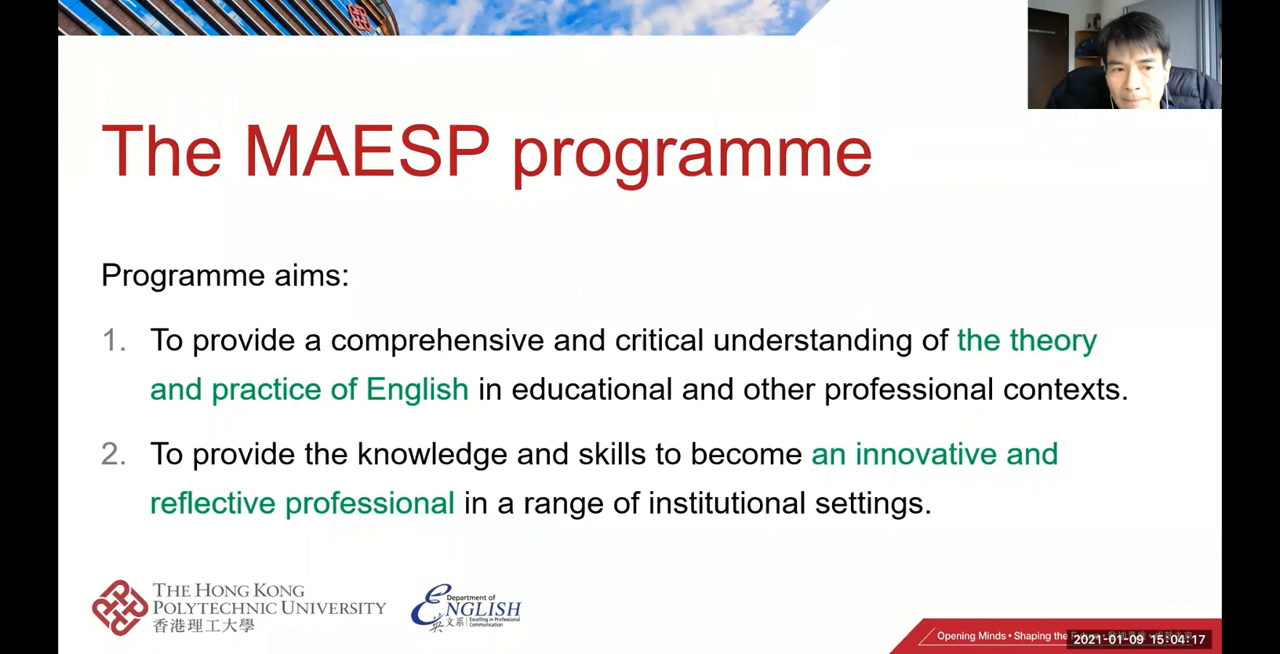 The MAESP programme
Programme aims:
1. To provide a comprehensive and critical understanding of the theory
and practice of English in educational and other professional contexts.
2. To provide the knowledge and skills to become an innovative and
reflective professional in a range of institutional settings.
THE HONG KONG
POLYTECHNIC UNIVERSITY
香港理工大學
Department of
ENGLISH
英文系
Excelling in Professional
Communication
Opening Minds • Shaping the
2021-01-09 15:04:17